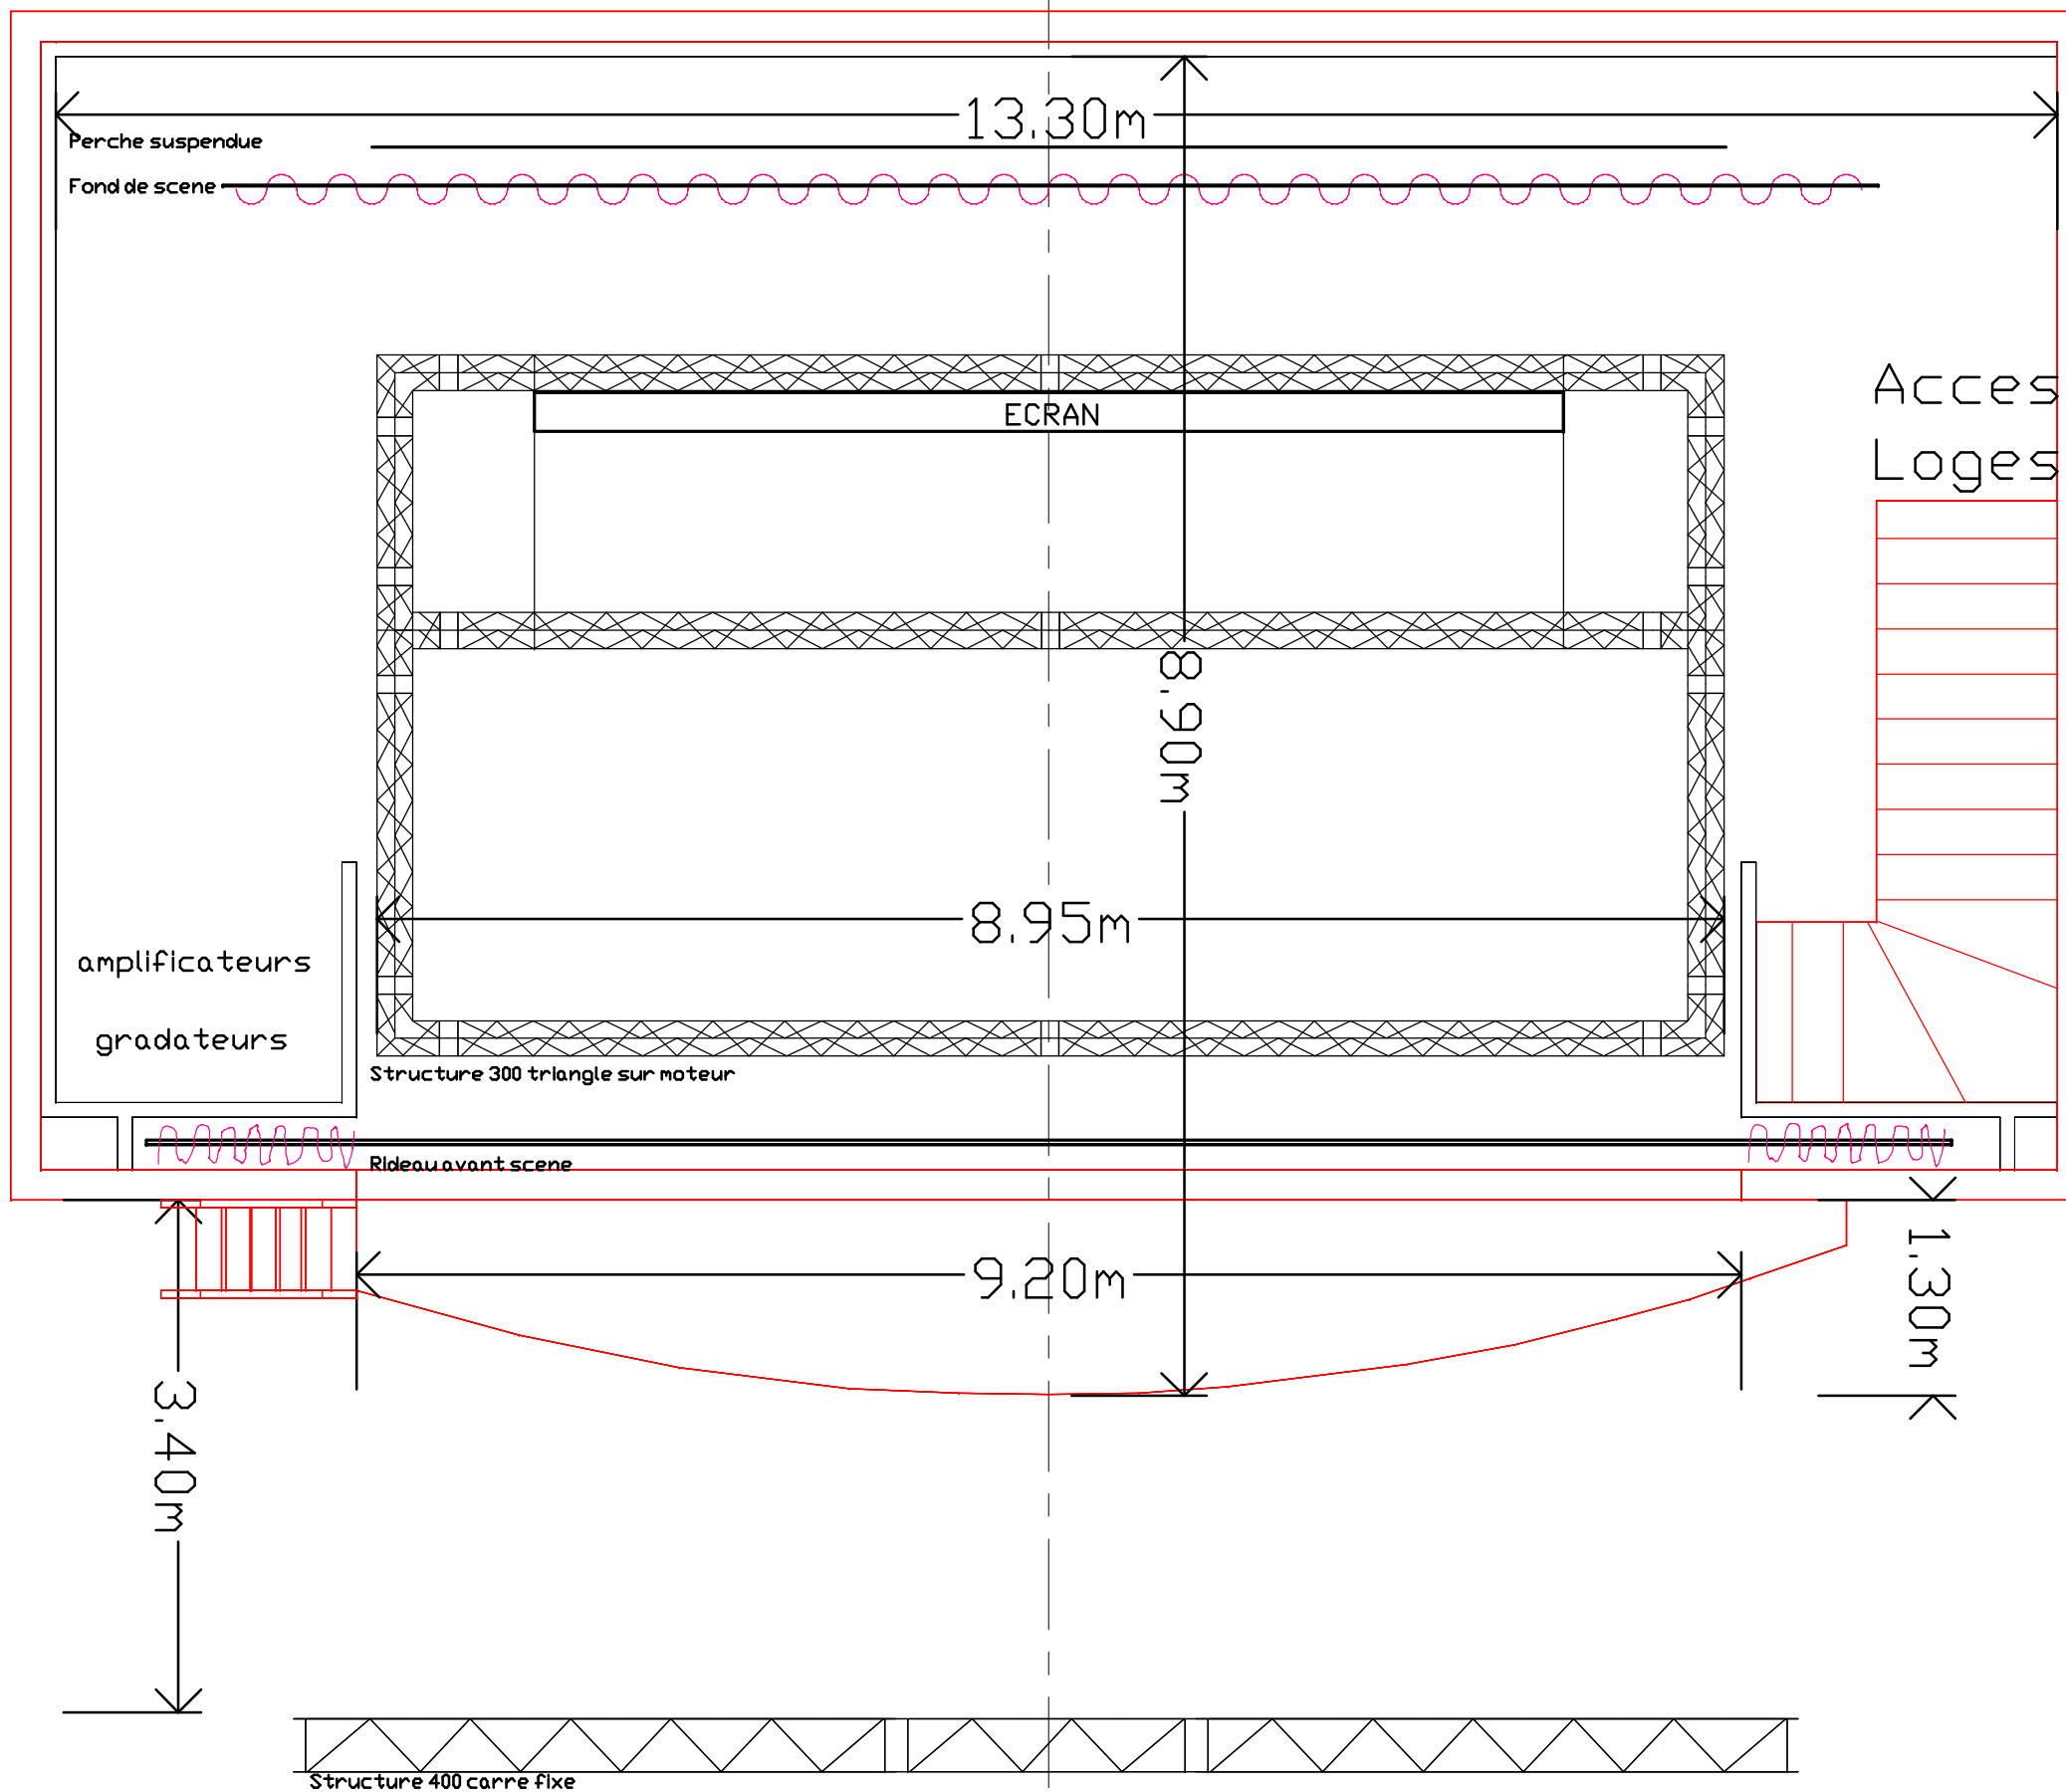 13.30m
Perche suspendue
Fond de scene
Acces
Loges
ECRAN
8.90m
8.95m
amplificateurs
gradateurs
Structure 300 triangle sur moteur
Rideau avant scene
9.20m
1.30m
3.40m
Structure 400 carre fixe